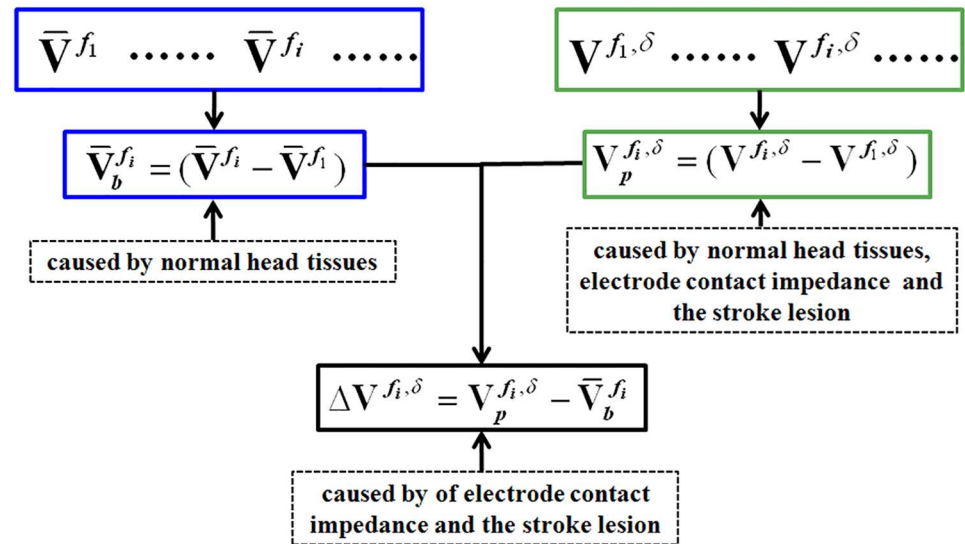 V̄^{f_1} ...... V̄^{f_i} ......
V^{f_1,δ} ...... V^{f_i,δ} ......
V̄_b^{f_i} = (V̄^{f_i} − V̄^{f_1})
V_p^{f_i,δ} = (V^{f_i,δ} − V^{f_1,δ})
caused by normal head tissues
caused by normal head tissues,
electrode contact impedance and
the stroke lesion
ΔV^{f_i,δ} = V_p^{f_i,δ} − V̄_b^{f_i}
caused by of electrode contact
impedance and the stroke lesion